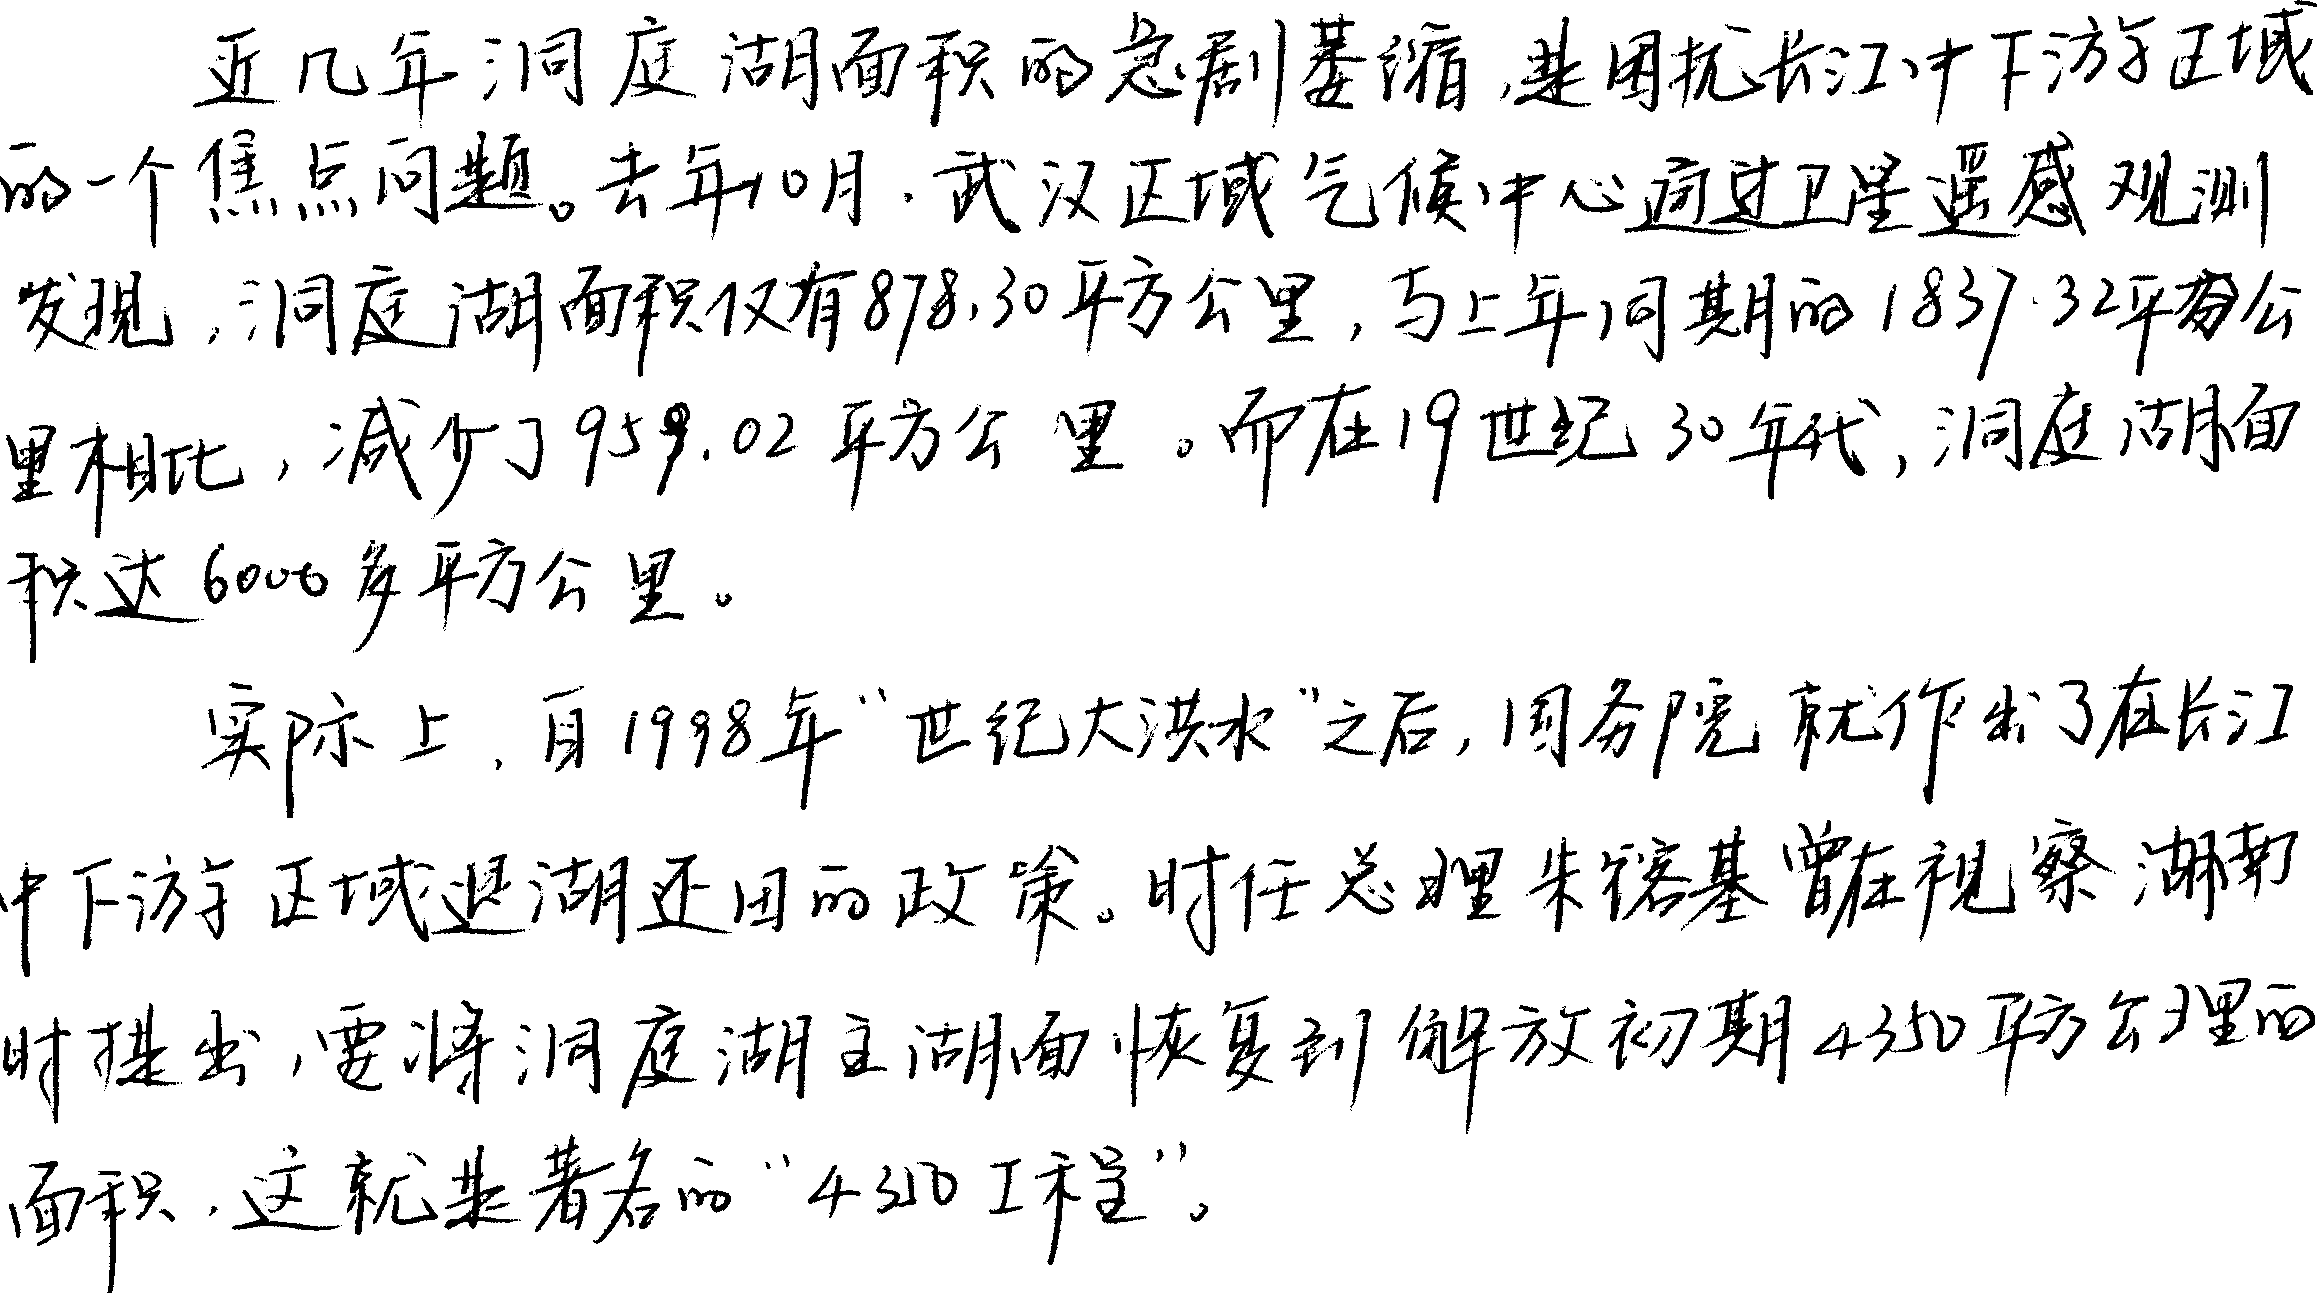 近几年洞庭湖面积的急剧萎缩,是困扰长江中下游区域
的一个焦点问题。去年10月,武汉区域气候中心通过卫星遥感观测
发现,洞庭湖面积仅有878.30平方公里,与上年同期的1837.32平方公
里相比,减少了959.02平方公里。而在19世纪30年代,洞庭湖面
积达6000多平方公里。
实际上,自1998年“世纪大洪水”之后,国务院就作出了在长江
中下游区域退湖还田的政策。时任总理朱镕基曾在视察湖南
时提出,要将洞庭湖主湖面恢复到解放初期4350平方公理的
面积,这就是著名的“4350工程”。